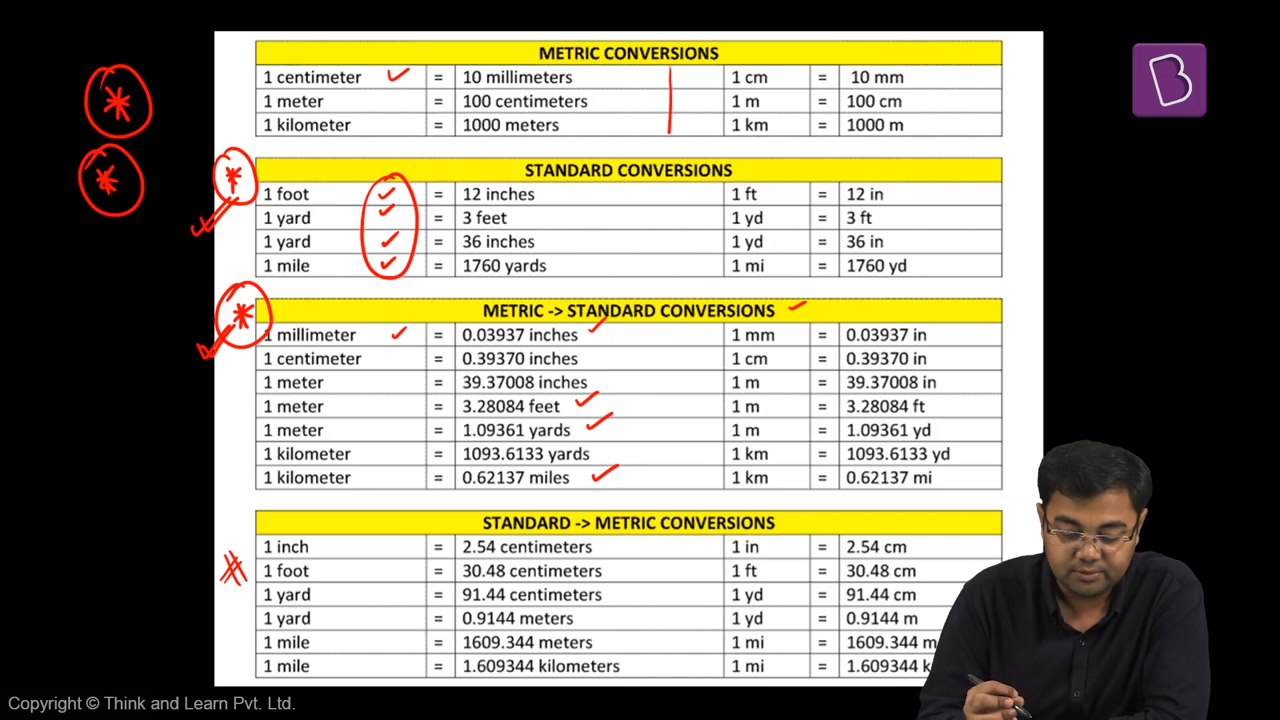 METRIC CONVERSIONS
1 centimeter = 10 millimeters 1 cm = 10 mm
1 meter = 100 centimeters 1 m = 100 cm
1 kilometer = 1000 meters 1 km = 1000 m
STANDARD CONVERSIONS
1 foot = 12 inches 1 ft = 12 in
1 yard = 3 feet 1 yd = 3 ft
1 yard = 36 inches 1 yd = 36 in
1 mile = 1760 yards 1 mi = 1760 yd
METRIC -> STANDARD CONVERSIONS
1 millimeter = 0.03937 inches 1 mm = 0.03937 in
1 centimeter = 0.39370 inches 1 cm = 0.39370 in
1 meter = 39.37008 inches 1 m = 39.37008 in
1 meter = 3.28084 feet 1 m = 3.28084 ft
1 meter = 1.09361 yards 1 m = 1.09361 yd
1 kilometer = 1093.6133 yards 1 km = 1093.6133 yd
1 kilometer = 0.62137 miles 1 km = 0.62137 mi
STANDARD -> METRIC CONVERSIONS
1 inch = 2.54 centimeters 1 in = 2.54 cm
1 foot = 30.48 centimeters 1 ft = 30.48 cm
1 yard = 91.44 centimeters 1 yd = 91.44 cm
1 yard = 0.9144 meters 1 yd = 0.9144 m
1 mile = 1609.344 meters 1 mi = 1609.344 m
1 mile = 1.609344 kilometers 1 mi = 1.609344 k
B
Copyright © Think and Learn Pvt. Ltd.